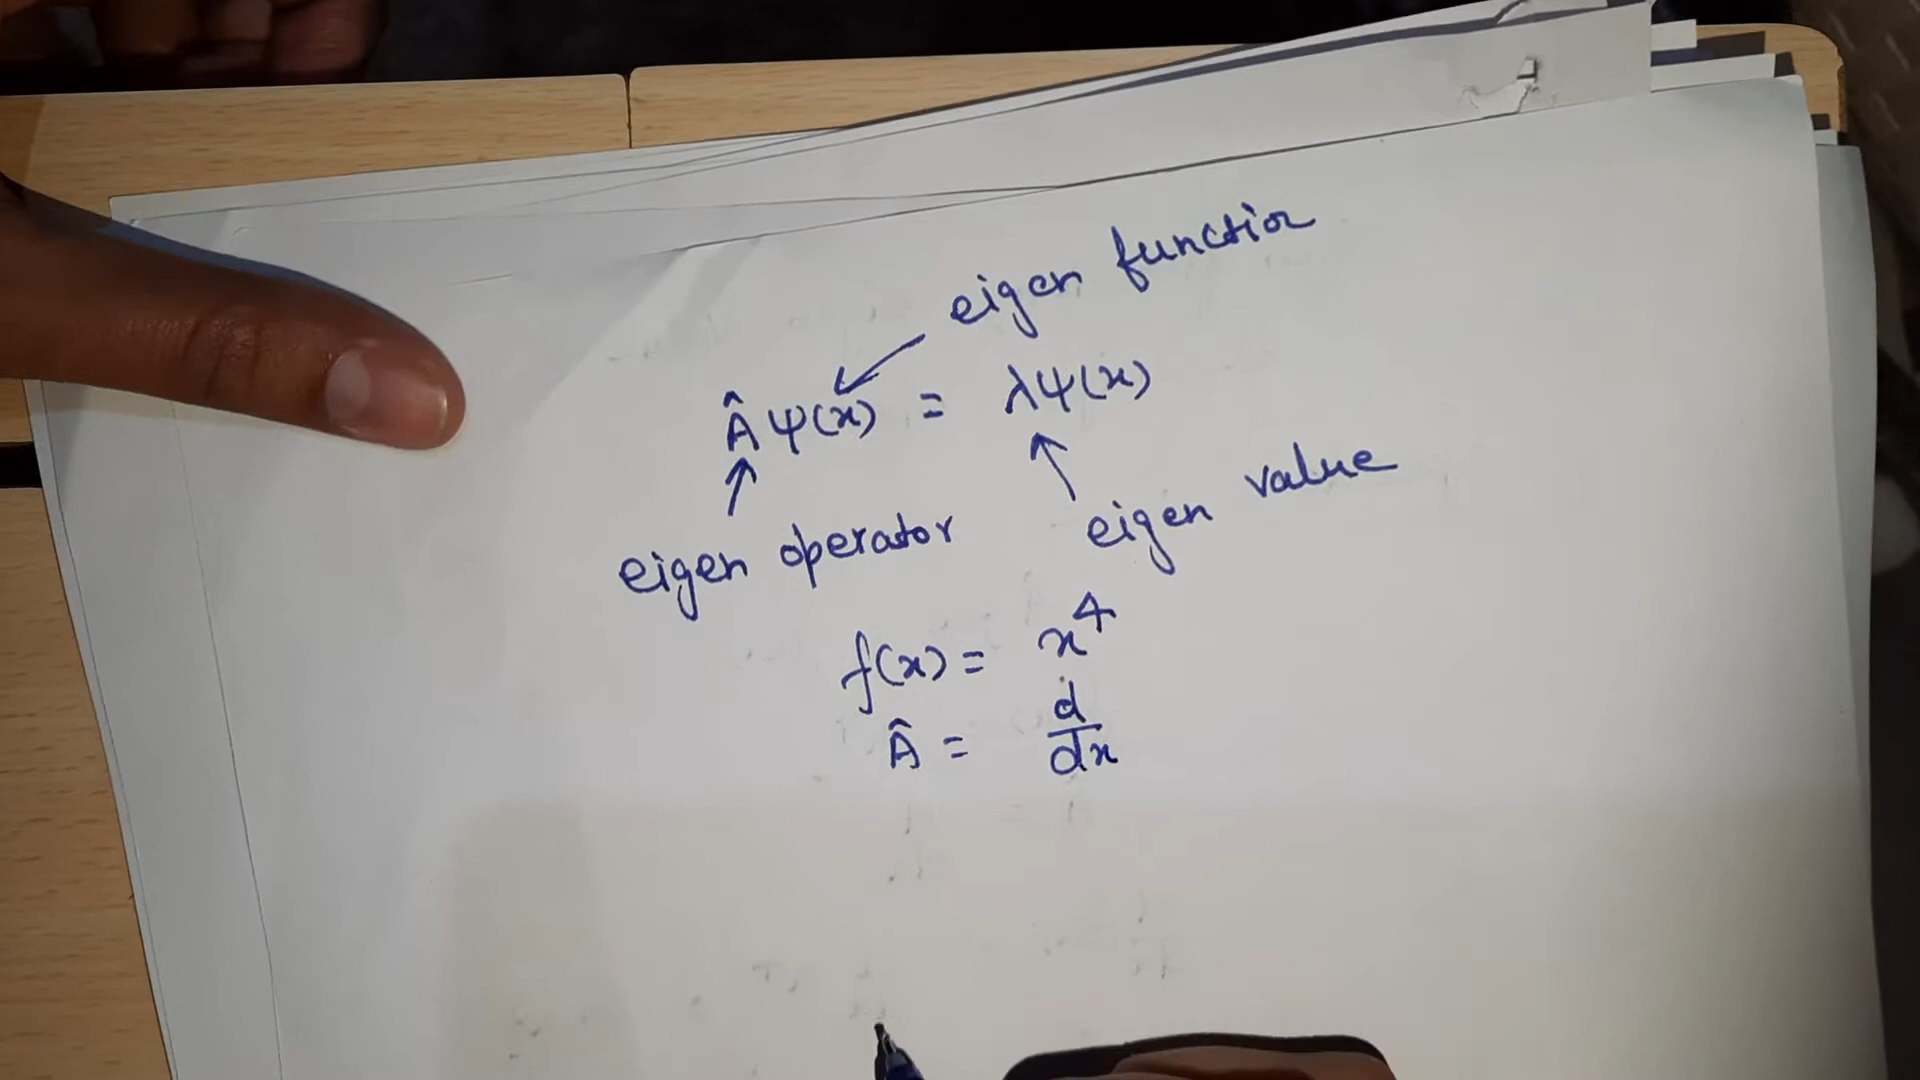 eigen function
Âψ(x) = λψ(x)
eigen operator
eigen value
f(x) = x⁴
Â = d/dx